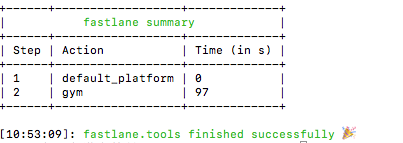 +------+------------------+-------------+
|           fastlane summary            |
+------+------------------+-------------+
| Step | Action           | Time (in s) |
+------+------------------+-------------+
| 1    | default_platform | 0           |
| 2    | gym              | 97          |
+------+------------------+-------------+
[10:53:09]: fastlane.tools finished successfully 🎉